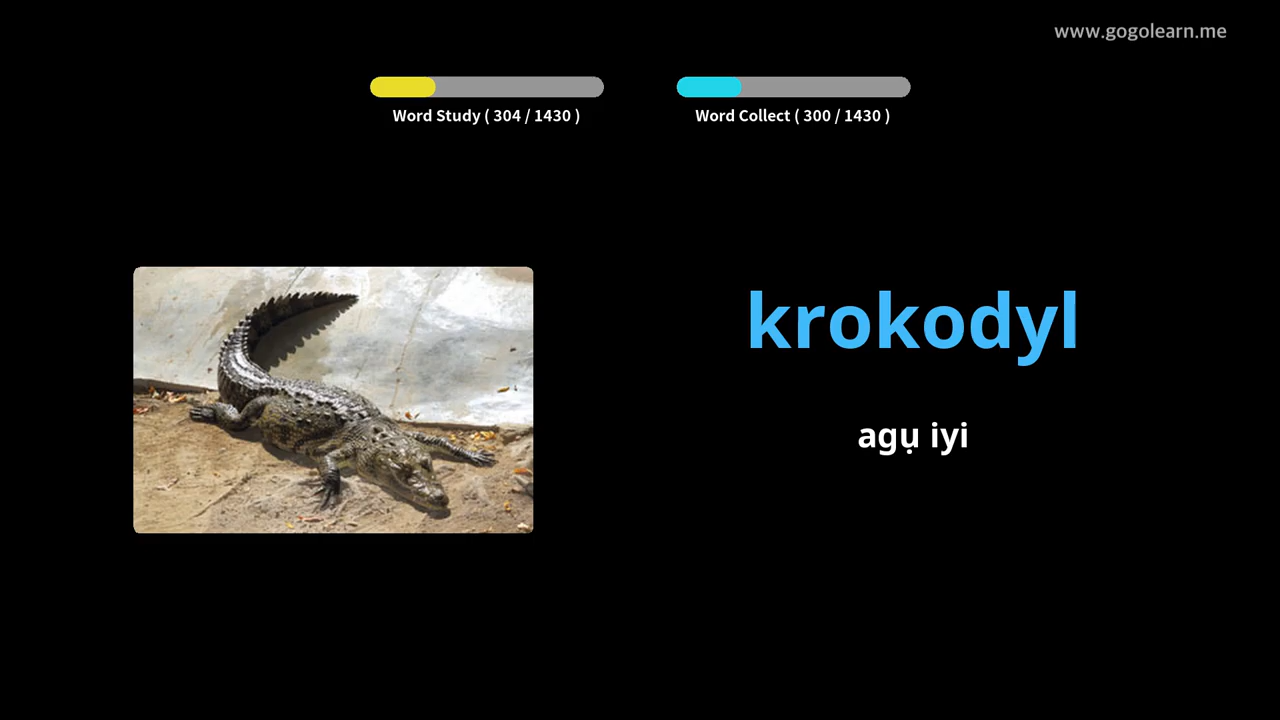 www.gogolearn.me
Word Study ( 304 / 1430 )
Word Collect ( 300 / 1430 )
krokodyl
agụ iyi